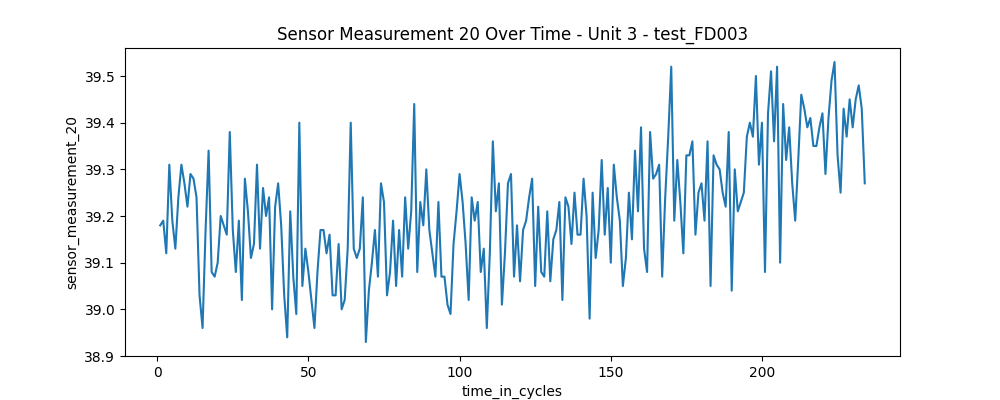 Sensor Measurement 20 Over Time - Unit 3 - test_FD003
39.5
39.4
39.3
39.2
39.1
39.0
38.9
sensor_measurement_20
0 50 100 150 200
time_in_cycles